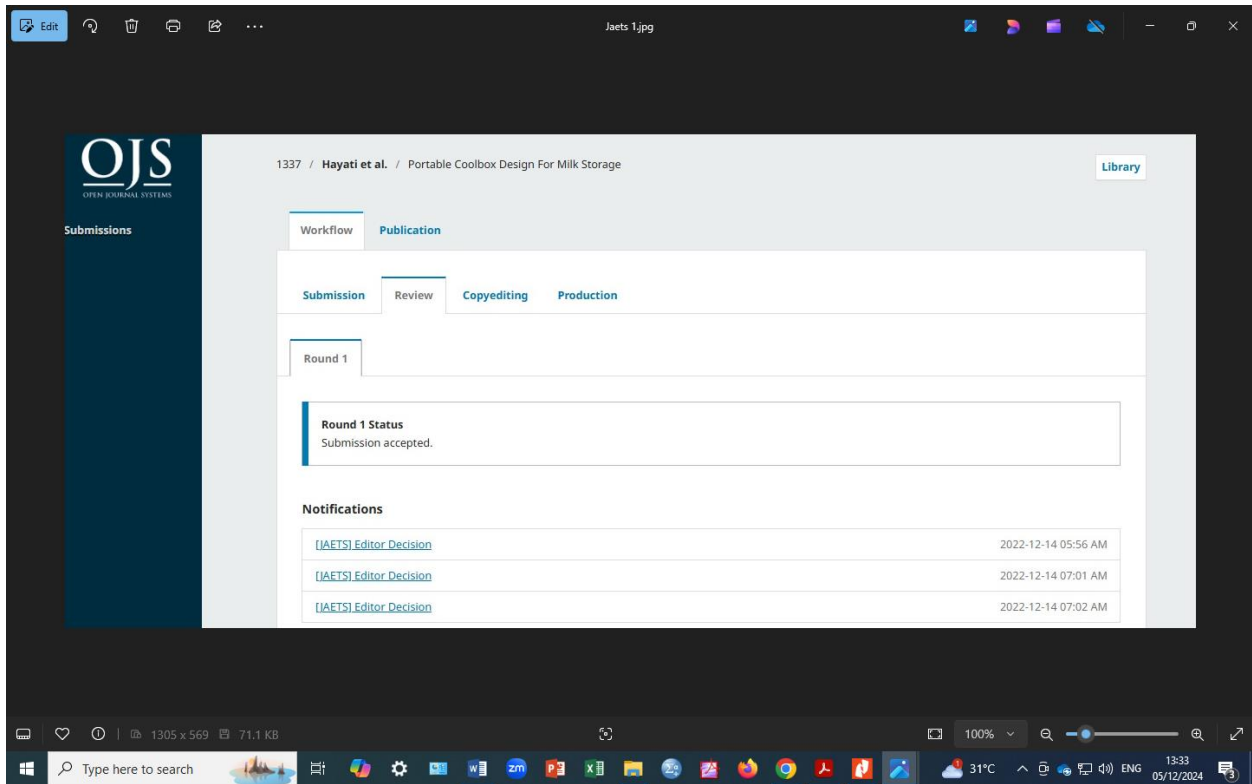 Edit
Jaets 1.jpg
OJS
OPEN JOURNAL SYSTEMS
Submissions
1337 / Hayati et al. / Portable Coolbox Design For Milk Storage
Library
Workflow Publication
Submission Review Copyediting Production
Round 1
Round 1 Status
Submission accepted.
Notifications
[JAETS] Editor Decision 2022-12-14 05:56 AM
[JAETS] Editor Decision 2022-12-14 07:01 AM
[JAETS] Editor Decision 2022-12-14 07:02 AM
1305 x 569 71.1 KB 100%
Type here to search 31°C ENG 13:33
05/12/2024